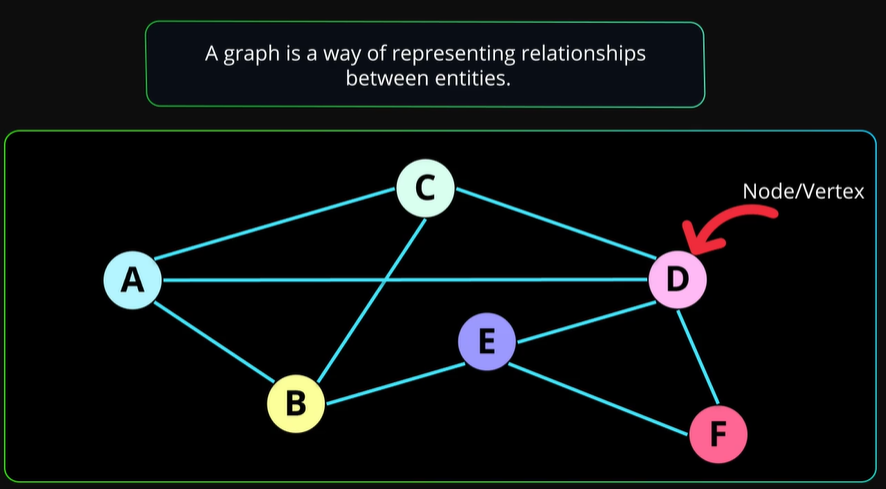 A graph is a way of representing relationships
between entities.
C
Node/Vertex
A
D
E
B
F